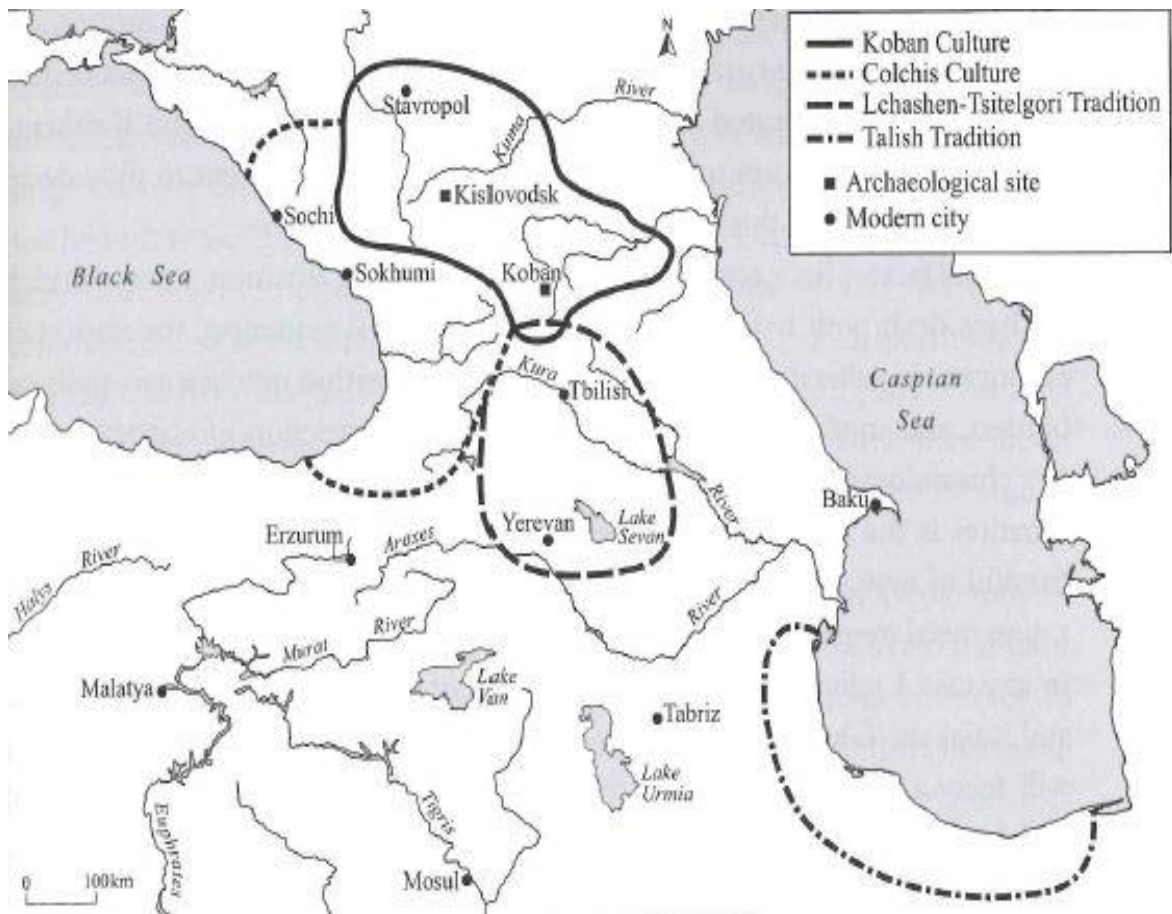 N
Koban Culture
Colchis Culture
Lchashen-Tsitelgori Tradition
Talish Tradition
Archaeological site
Modern city
Stavropol
River
Kuma
Kislovodsk
Sochi
Black Sea
Sokhumi
Koban
Kura
Tbilisi
Caspian
Sea
Baku
Yerevan
Lake
Sevan
Erzurum
Araxes
River
River
Halys
River
Murat
River
Malatya
Lake
Van
Tabriz
Lake
Urmia
Tigris
Euphrates
Mosul
0 100km